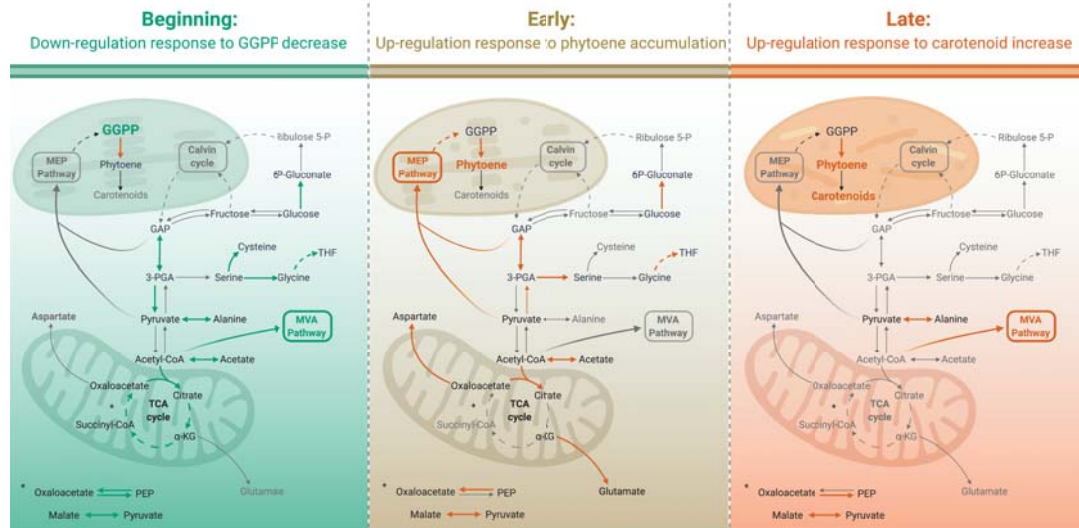 Beginning:
Down-regulation response to GGPP decrease
GGPP
MEP
Pathway
Phytoene
Carotenoids
Calvin
cycle
Ribulose 5-P
6P-Gluconate
Fructose
Glucose
GAP
Cysteine
THF
3-PGA
Serine
Glycine
Aspartate
Pyruvate
Alanine
MVA
Pathway
Acetyl-CoA
Acetate
Oxaloacetate
Citrate
*
TCA
cycle
Succinyl-CoA
α-KG
Glutamate
* Oxaloacetate PEP
Malate Pyruvate
Early:
Up-regulation response to phytoene accumulation
GGPP
MEP
Pathway
Phytoene
Carotenoids
Calvin
cycle
Ribulose 5-P
6P-Gluconate
Fructose
Glucose
GAP
Cysteine
THF
3-PGA
Serine
Glycine
Aspartate
Pyruvate
Alanine
MVA
Pathway
Acetyl-CoA
Acetate
Oxaloacetate
Citrate
*
TCA
cycle
Succinyl-CoA
α-KG
Glutamate
* Oxaloacetate PEP
Malate Pyruvate
Late:
Up-regulation response to carotenoid increase
GGPP
MEP
Pathway
Phytoene
Carotenoids
Calvin
cycle
Ribulose 5-P
6P-Gluconate
Fructose
Glucose
GAP
Cysteine
THF
3-PGA
Serine
Glycine
Aspartate
Pyruvate
Alanine
MVA
Pathway
Acetyl-CoA
Acetate
Oxaloacetate
Citrate
*
TCA
cycle
Succinyl-CoA
α-KG
Glutamate
* Oxaloacetate PEP
Malate Pyruvate